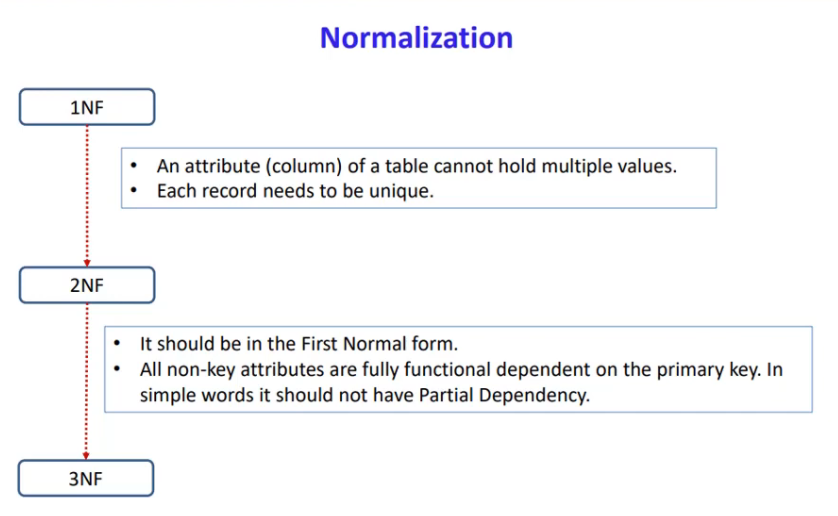 Normalization
1NF
• An attribute (column) of a table cannot hold multiple values.
• Each record needs to be unique.
2NF
• It should be in the First Normal form.
• All non-key attributes are fully functional dependent on the primary key. In
simple words it should not have Partial Dependency.
3NF